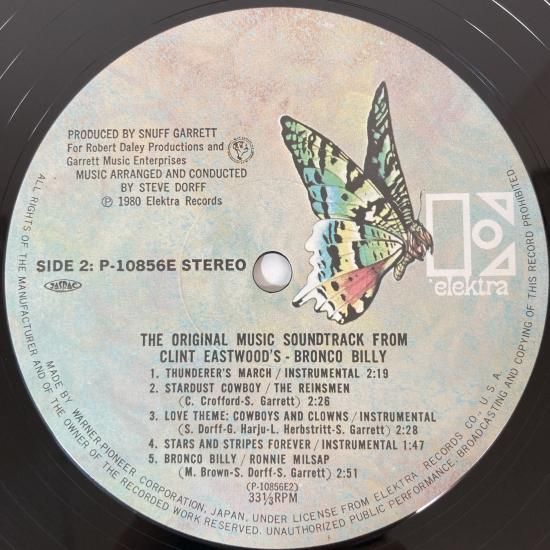 PRODUCED BY SNUFF GARRETT
For Robert Daley Productions and
Garrett Music Enterprises
MUSIC ARRANGED AND CONDUCTED
BY STEVE DORFF
℗ 1980 Elektra Records
SIDE 2: P-10856E STEREO
JASRAC
elektra
THE ORIGINAL MUSIC SOUNDTRACK FROM
CLINT EASTWOOD'S - BRONCO BILLY
1. THUNDERER'S MARCH / INSTRUMENTAL 2:19
2. STARDUST COWBOY / THE REINSMEN
(C. Crofford-S. Garrett) 2:26
3. LOVE THEME: COWBOYS AND CLOWNS / INSTRUMENTAL
(S. Dorff-G. Harju-L. Herbstritt-S. Garrett) 2:28
4. STARS AND STRIPES FOREVER / INSTRUMENTAL 1:47
5. BRONCO BILLY / RONNIE MILSAP
(M. Brown-S. Dorff-S. Garrett) 2:51
(P-10856E2)
33⅓RPM
ALL RIGHTS OF THE MANUFACTURER AND OF THE OWNER OF THE RECORDED WORK RESERVED. UNAUTHORIZED PUBLIC PERFORMANCE, BROADCASTING AND COPYING OF THIS RECORD PROHIBITED.
MADE BY WARNER-PIONEER CORPORATION, JAPAN, UNDER LICENSE FROM ELEKTRA RECORDS CO., U.S.A.